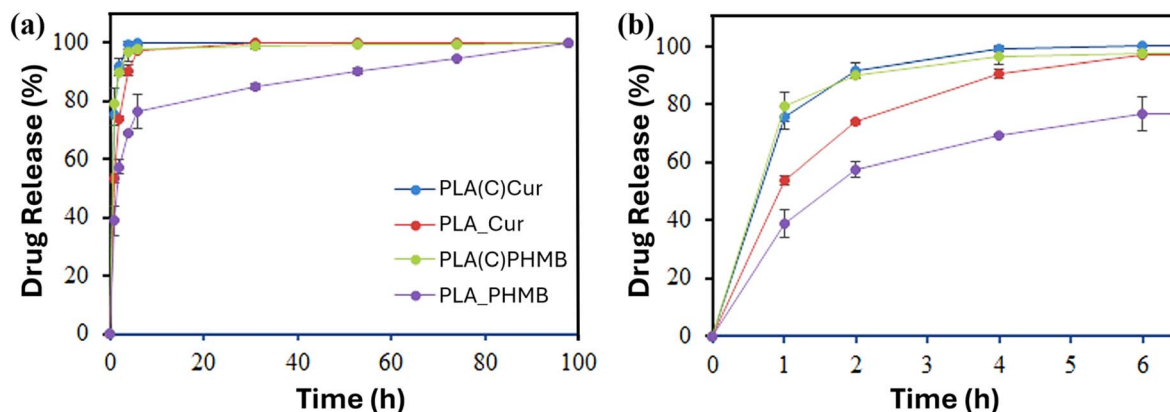 (a)
Drug Release (%)
100
80
60
40
20
0
PLA(C)Cur
PLA_Cur
PLA(C)PHMB
PLA_PHMB
0 20 40 60 80 100
Time (h)
(b)
Drug Release (%)
100
80
60
40
20
0
0 1 2 3 4 5 6
Time (h)